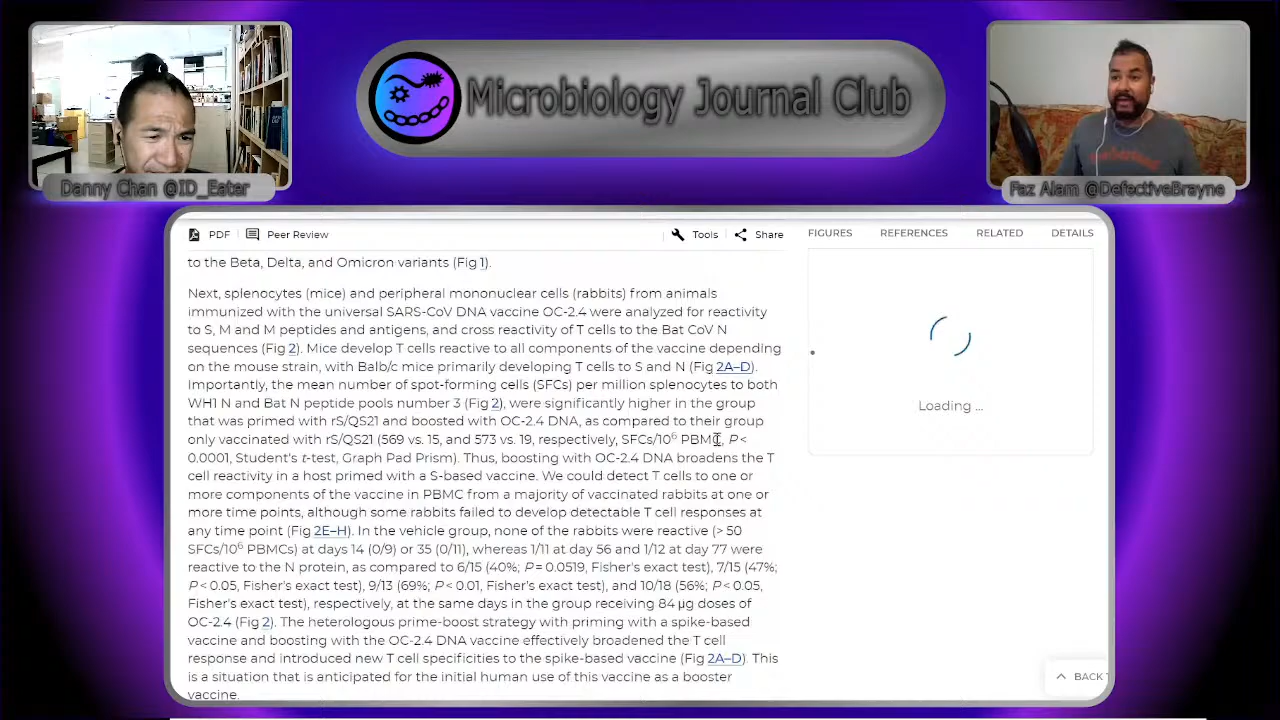 Microbiology Journal Club
Danny Chan @ID_Eater
Faz Alam @DefectiveBrayne
PDF Peer Review Tools Share
FIGURES REFERENCES RELATED DETAILS
to the Beta, Delta, and Omicron variants (Fig 1).
Next, splenocytes (mice) and peripheral mononuclear cells (rabbits) from animals
immunized with the universal SARS-CoV DNA vaccine OC-2.4 were analyzed for reactivity
to S, M and M peptides and antigens, and cross reactivity of T cells to the Bat CoV N
sequences (Fig 2). Mice develop T cells reactive to all components of the vaccine depending
on the mouse strain, with Balb/c mice primarily developing T cells to S and N (Fig 2A–D).
Importantly, the mean number of spot-forming cells (SFCs) per million splenocytes to both
WH1 N and Bat N peptide pools number 3 (Fig 2), were significantly higher in the group
that was primed with rS/QS21 and boosted with OC-2.4 DNA, as compared to their group
only vaccinated with rS/QS21 (569 vs. 15, and 573 vs. 19, respectively, SFCs/10⁶ PBMC, P <
0.0001, Student's t-test, Graph Pad Prism). Thus, boosting with OC-2.4 DNA broadens the T
cell reactivity in a host primed with a S-based vaccine. We could detect T cells to one or
more components of the vaccine in PBMC from a majority of vaccinated rabbits at one or
more time points, although some rabbits failed to develop detectable T cell responses at
any time point (Fig 2E–H). In the vehicle group, none of the rabbits were reactive (> 50
SFCs/10⁶ PBMCs) at days 14 (0/9) or 35 (0/11), whereas 1/11 at day 56 and 1/12 at day 77 were
reactive to the N protein, as compared to 6/15 (40%; P = 0.0519, Fisher's exact test), 7/15 (47%;
P < 0.05, Fisher's exact test), 9/13 (69%; P < 0.01, Fisher's exact test), and 10/18 (56%; P < 0.05,
Fisher's exact test), respectively, at the same days in the group receiving 84 μg doses of
OC-2.4 (Fig 2). The heterologous prime-boost strategy with priming with a spike-based
vaccine and boosting with the OC-2.4 DNA vaccine effectively broadened the T cell
response and introduced new T cell specificities to the spike-based vaccine (Fig 2A–D). This
is a situation that is anticipated for the initial human use of this vaccine as a booster
vaccine.
Loading ...
BACK